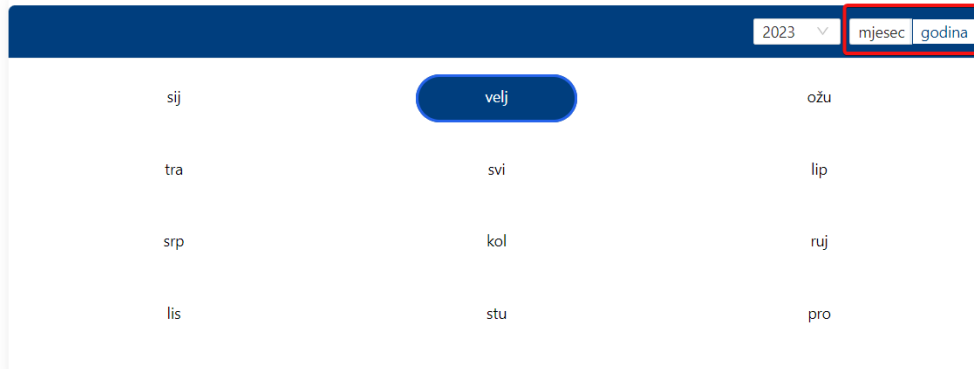 2023 mjesec godina
sij velj ožu
tra svi lip
srp kol ruj
lis stu pro